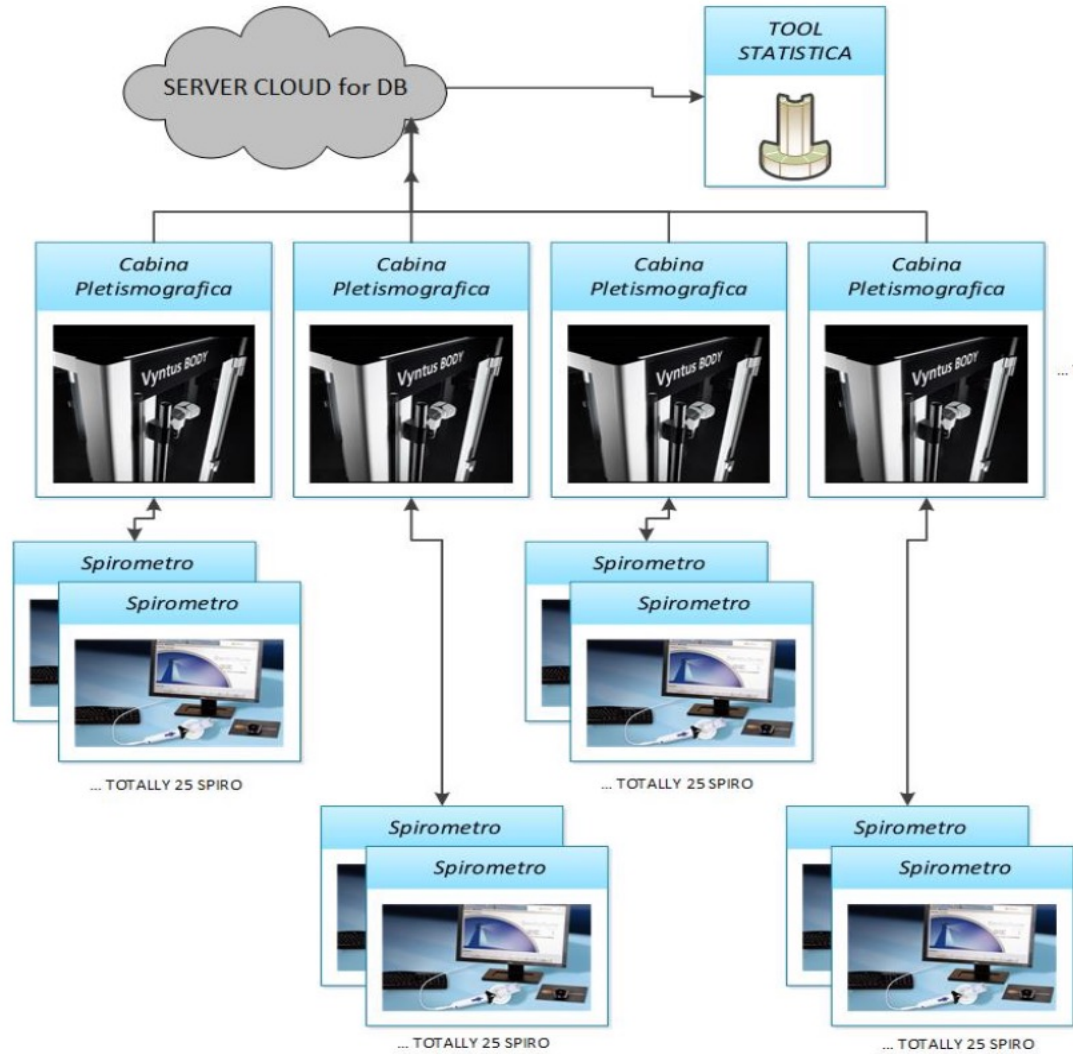 SERVER CLOUD for DB
TOOL
STATISTICA
Cabina
Pletismografica
Cabina
Pletismografica
Cabina
Pletismografica
Cabina
Pletismografica
Vyntus BODY
Vyntus BODY
Vyntus BODY
Vyntus BODY
...
Spirometro
Spirometro
Spirometro
Spirometro
... TOTALLY 25 SPIRO
... TOTALLY 25 SPIRO
Spirometro
Spirometro
Spirometro
Spirometro
... TOTALLY 25 SPIRO
... TOTALLY 25 SPIRO